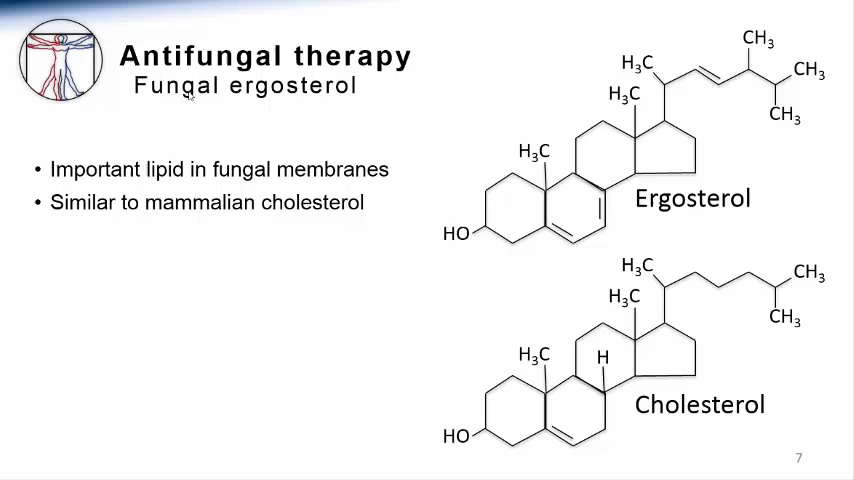 Antifungal therapy
Fungal ergosterol
• Important lipid in fungal membranes
• Similar to mammalian cholesterol
CH₃
H₃C
CH₃
H₃C
CH₃
H₃C
Ergosterol
HO
H₃C
CH₃
H₃C
CH₃
H₃C
H
Cholesterol
HO
7